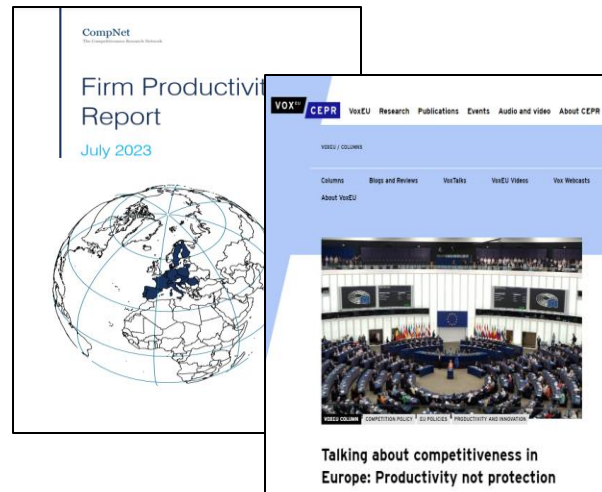 CompNet
The Competitiveness Research Network
Firm Productivit
Report
July 2023
VOX EU
CEPR
VoxEU Research Publications Events Audio and video About CEPR
VOXEU / COLUMNS
Columns Blogs and Reviews VoxTalks VoxEU Videos Vox Webcasts
About VoxEU
VOXEU COLUMN COMPETITION POLICY EU POLICIES PRODUCTIVITY AND INNOVATION
Talking about competitiveness in
Europe: Productivity not protection